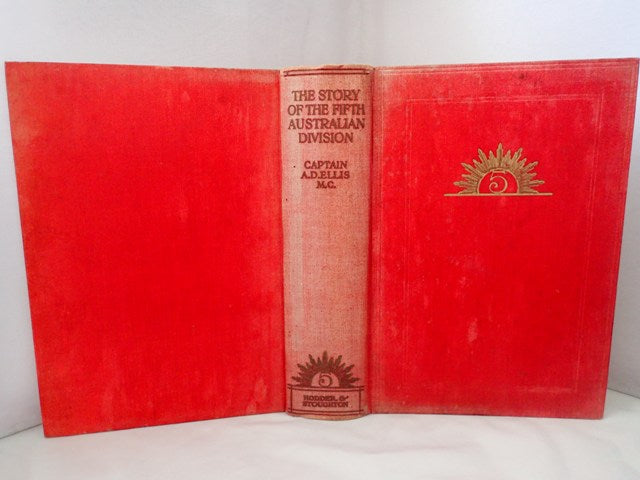 THE STORY
OF THE FIFTH
AUSTRALIAN
DIVISION
CAPTAIN
A.D.ELLIS
M.C.
5
HODDER &
STOUGHTON
5